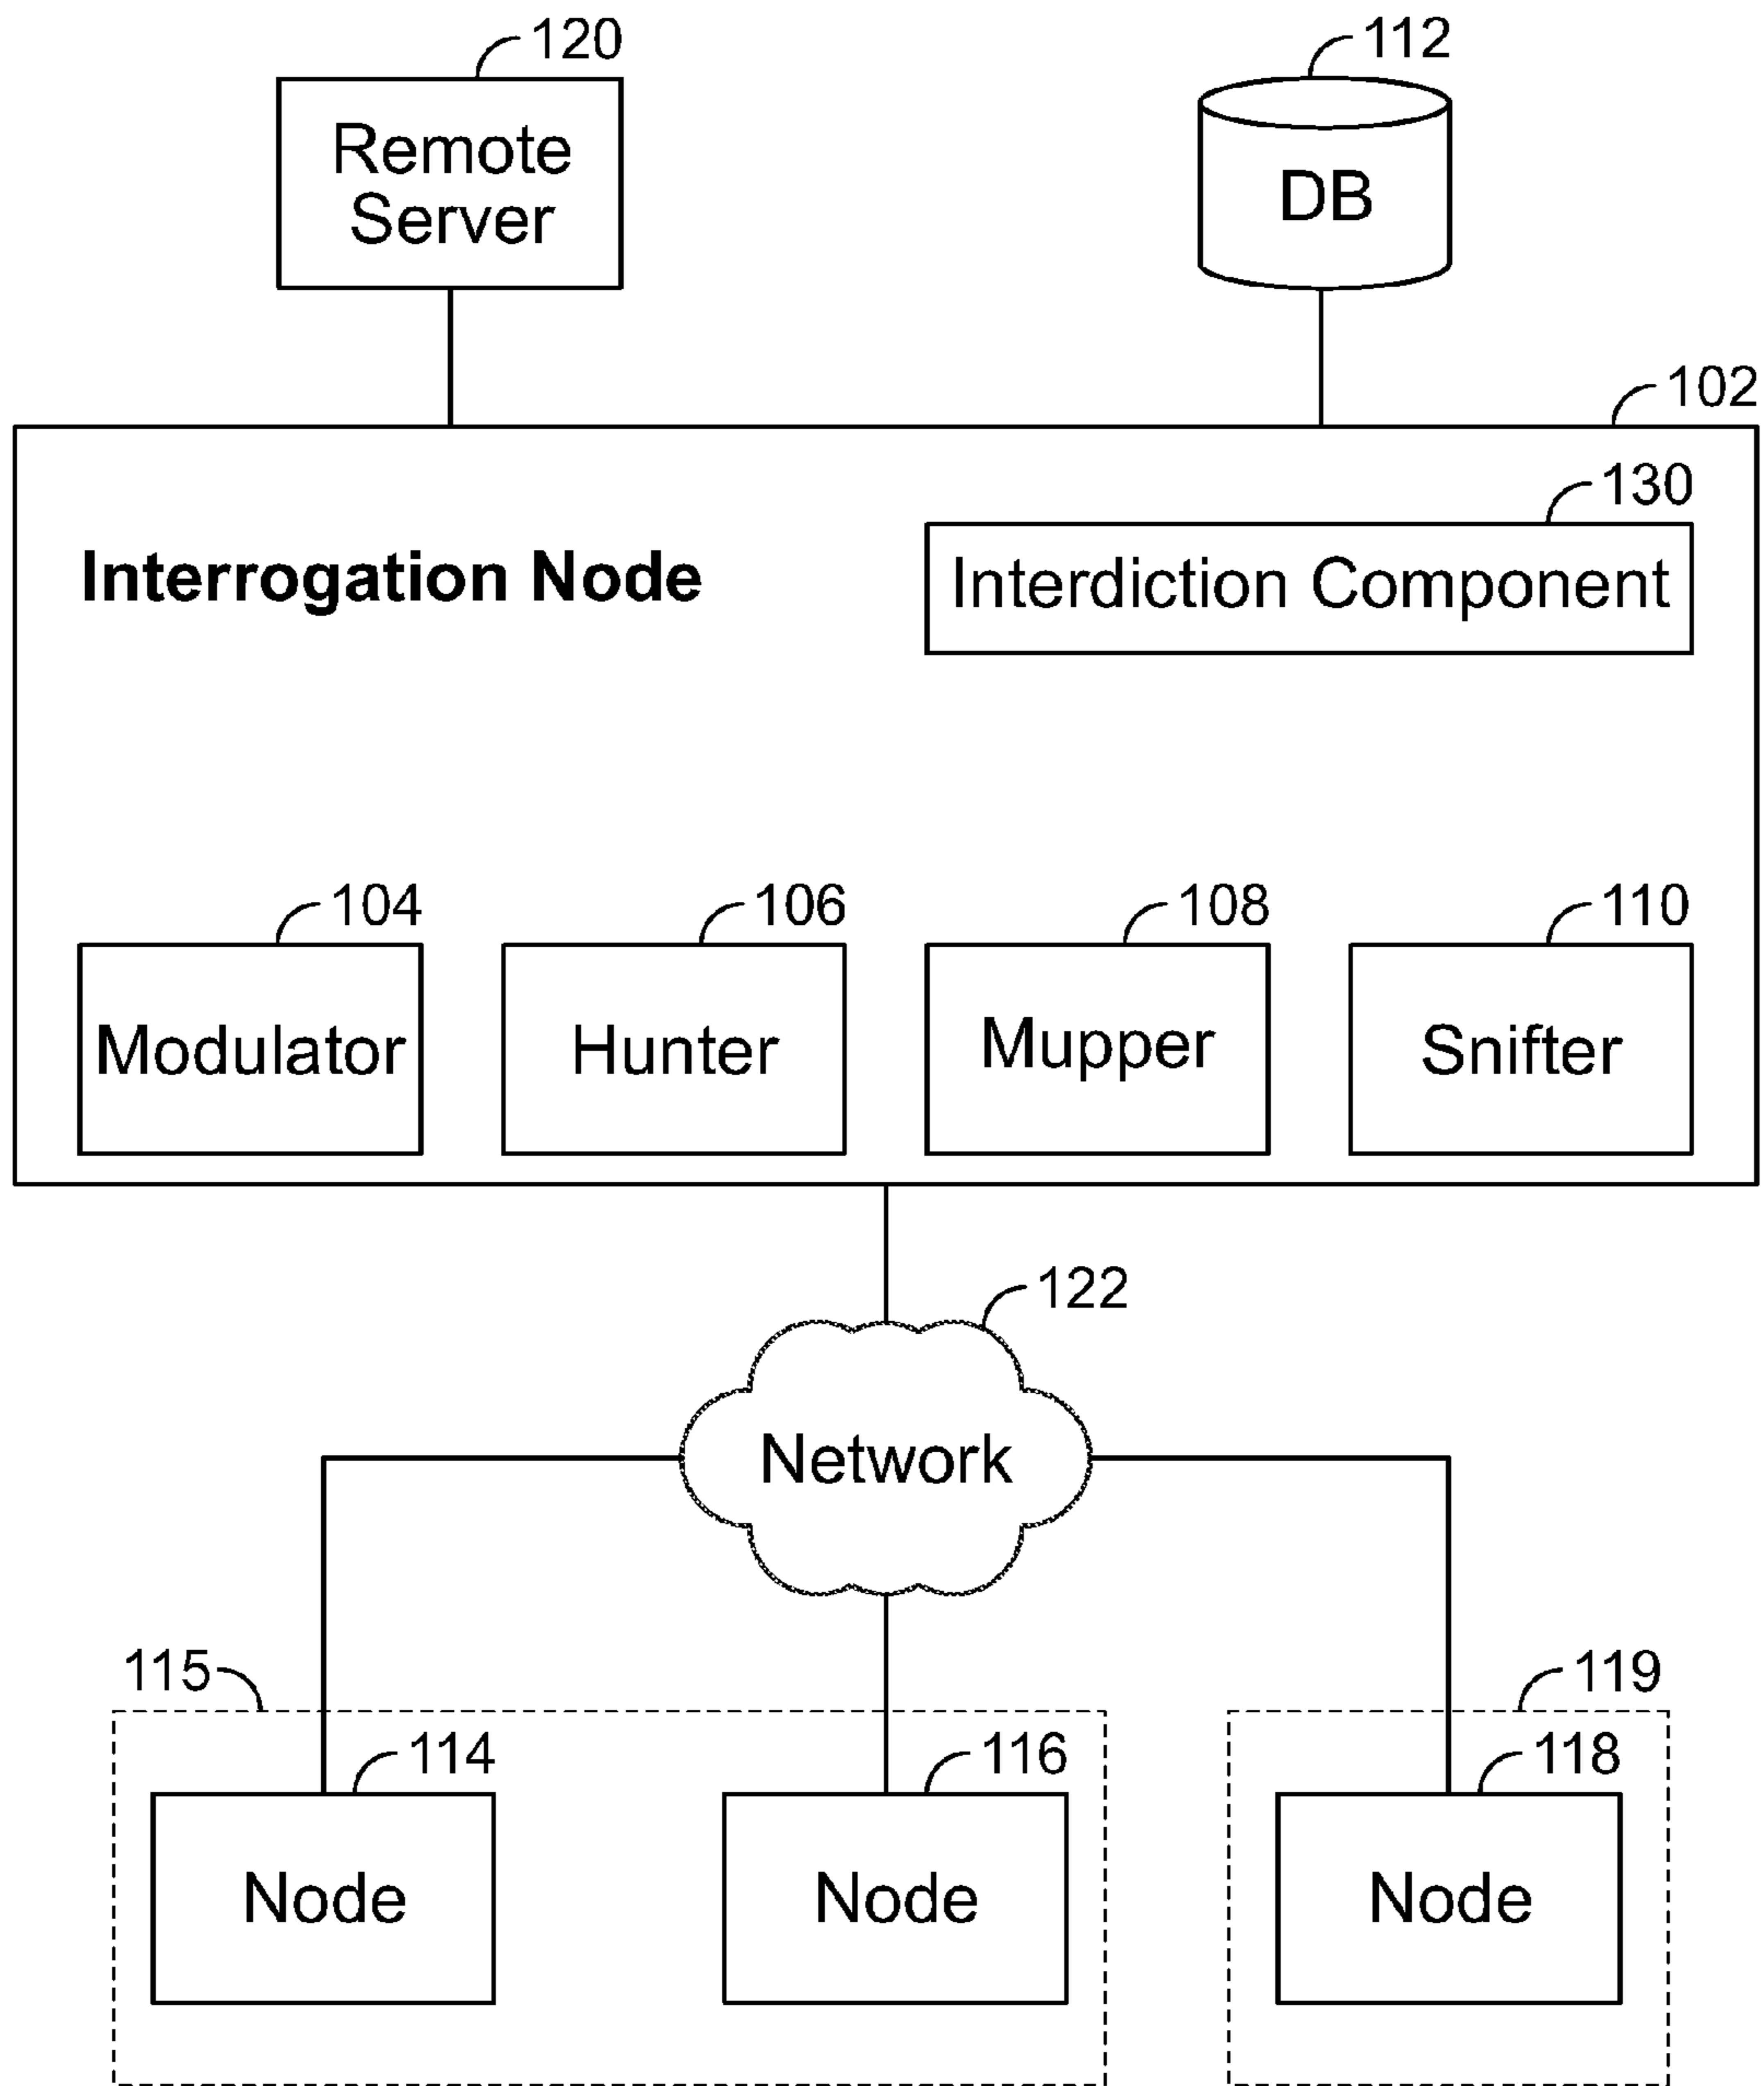 120
112
Remote
Server
DB
102
130
Interrogation Node
Interdiction Component
104
106
108
110
Modulator
Hunter
Mupper
Snifter
122
Network
115
119
114
116
118
Node
Node
Node